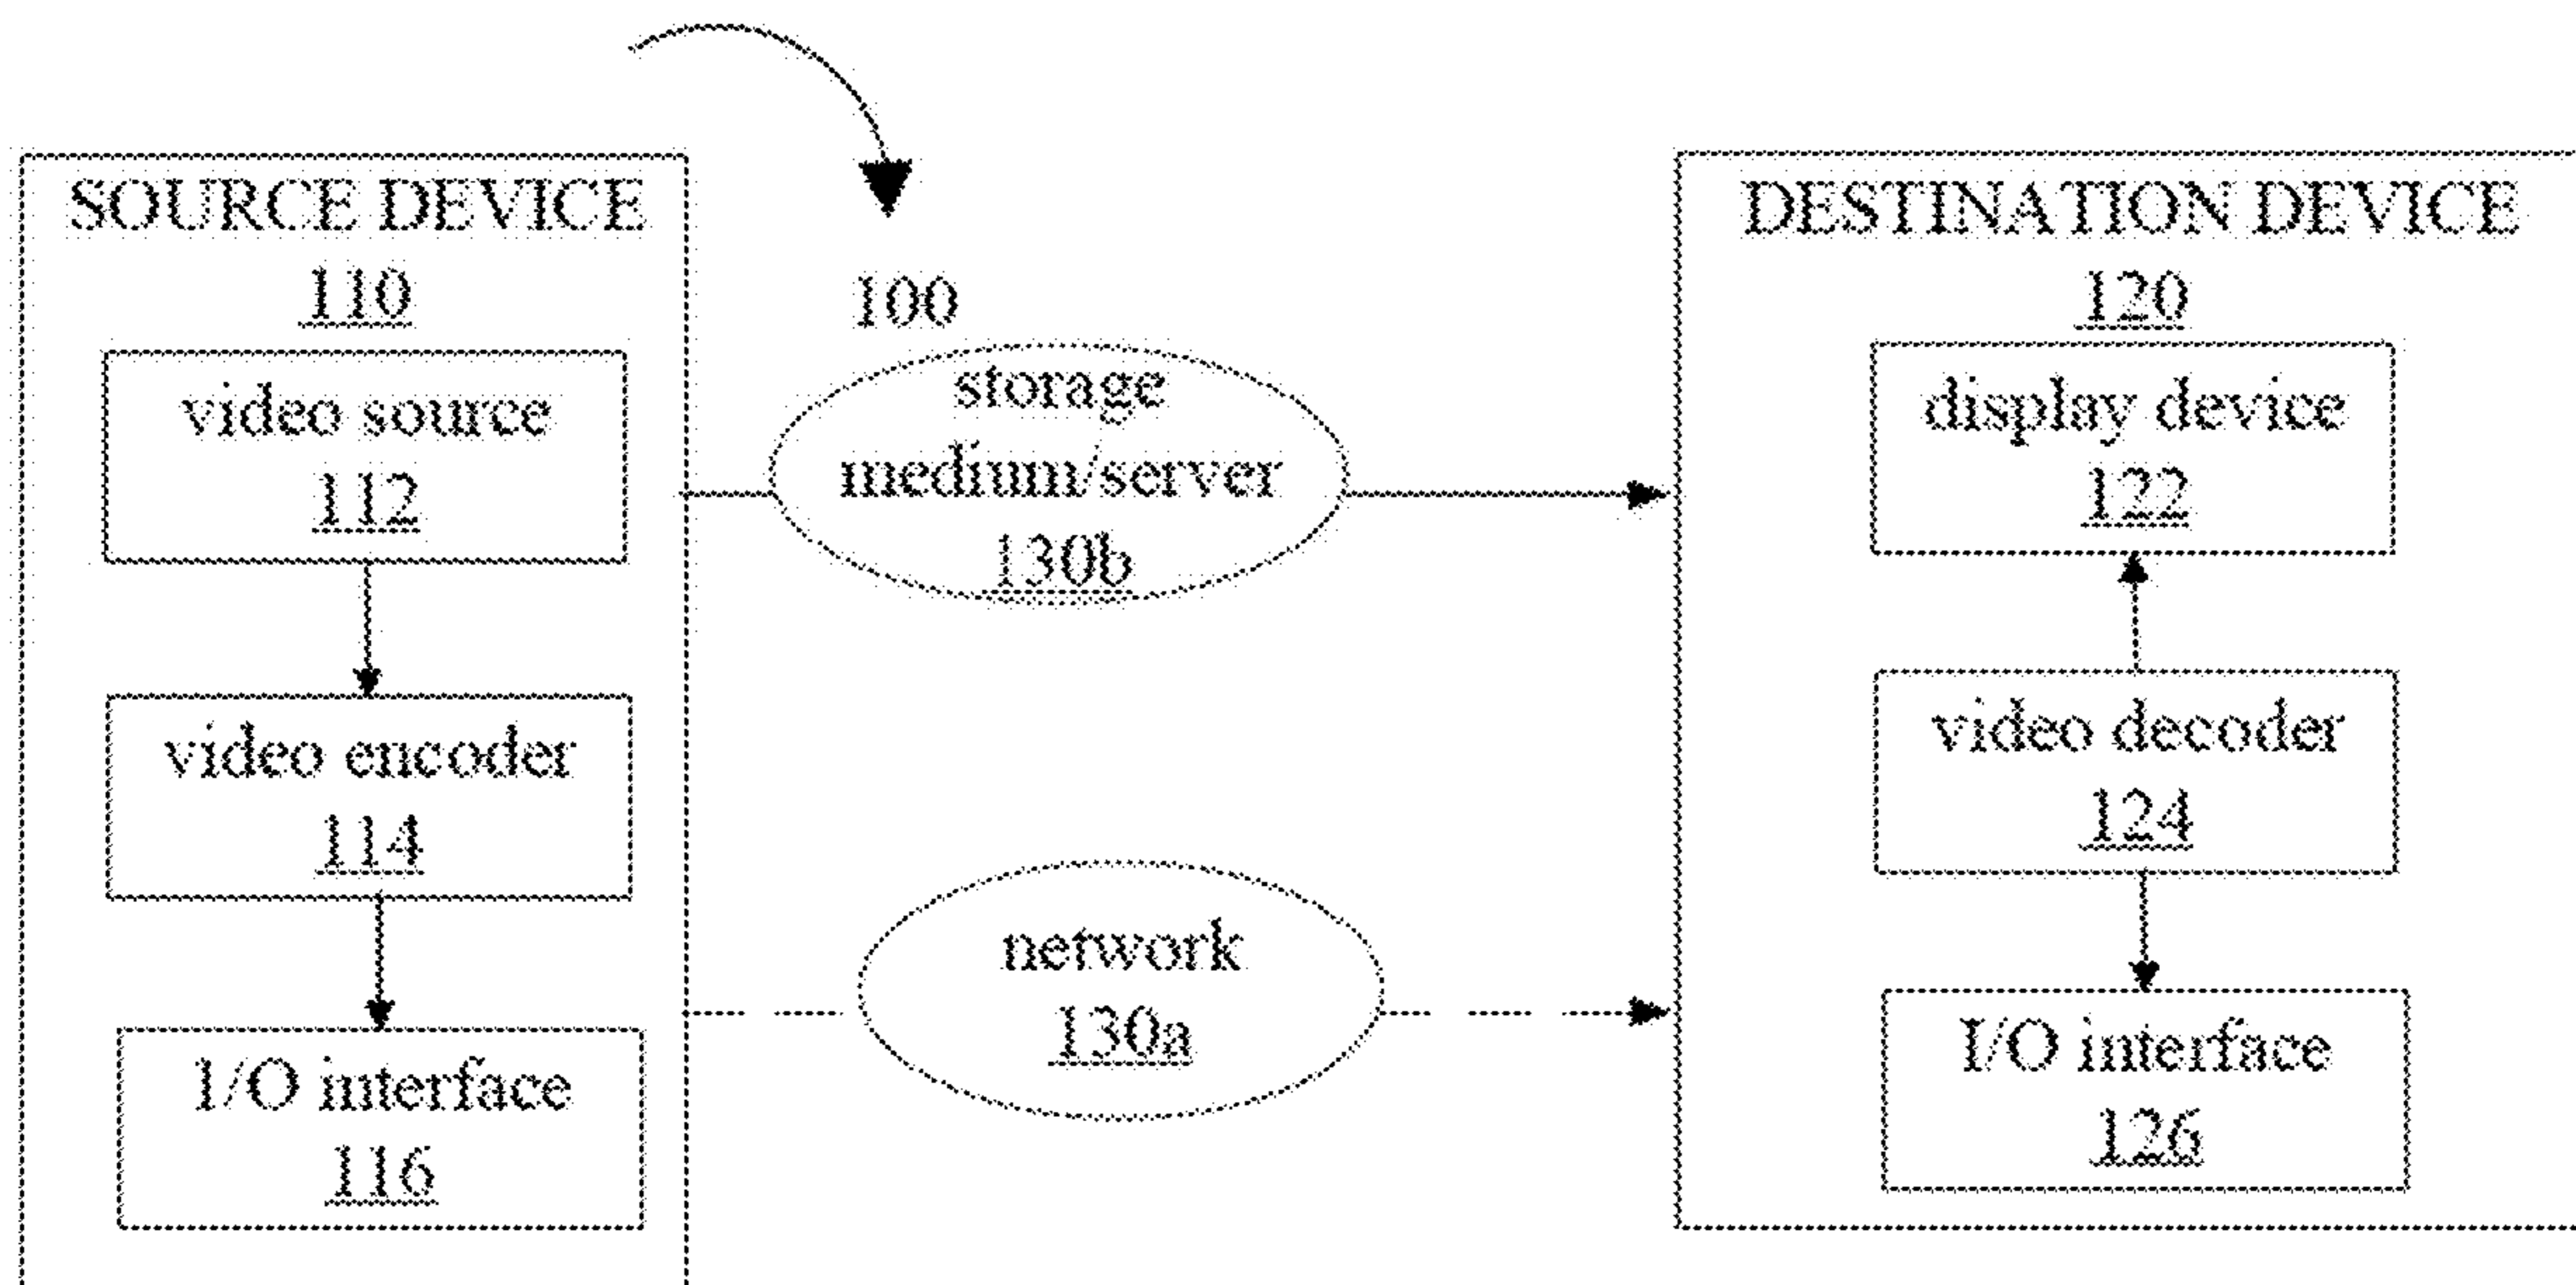 SOURCE DEVICE
110
video source
112
video encoder
114
I/O interface
116
100
storage
medium/server
130b
network
130a
DESTINATION DEVICE
120
display device
122
video decoder
124
I/O interface
126